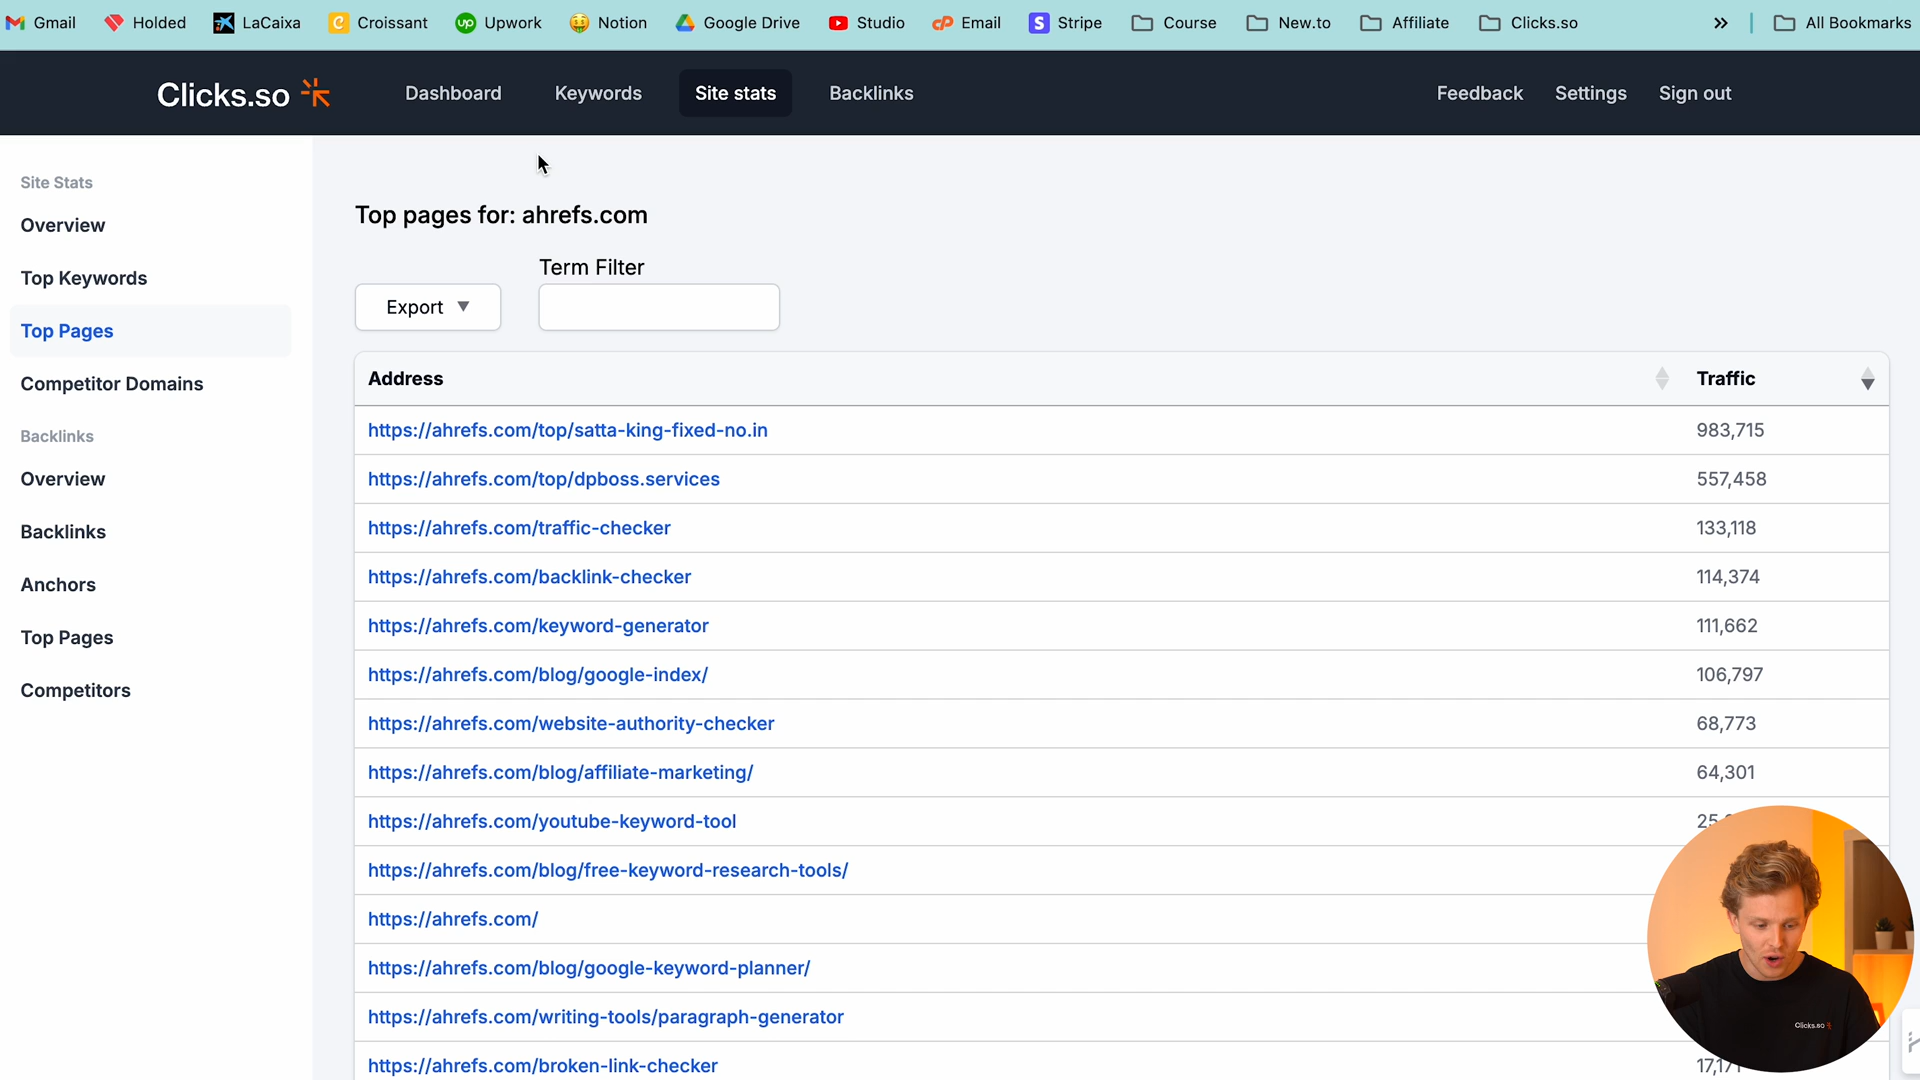 Gmail Holded LaCaixa Croissant Upwork Notion Google Drive Studio Email Stripe Course New.to Affiliate Clicks.so » All Bookmarks
Clicks.so Dashboard Keywords Site stats Backlinks Feedback Settings Sign out
Site Stats
Overview
Top Keywords
Top Pages
Competitor Domains
Backlinks
Overview
Backlinks
Anchors
Top Pages
Competitors
Top pages for: ahrefs.com
Term Filter
Export ▼
Address Traffic
https://ahrefs.com/top/satta-king-fixed-no.in 983,715
https://ahrefs.com/top/dpboss.services 557,458
https://ahrefs.com/traffic-checker 133,118
https://ahrefs.com/backlink-checker 114,374
https://ahrefs.com/keyword-generator 111,662
https://ahrefs.com/blog/google-index/ 106,797
https://ahrefs.com/website-authority-checker 68,773
https://ahrefs.com/blog/affiliate-marketing/ 64,301
https://ahrefs.com/youtube-keyword-tool
https://ahrefs.com/blog/free-keyword-research-tools/
https://ahrefs.com/
https://ahrefs.com/blog/google-keyword-planner/
https://ahrefs.com/writing-tools/paragraph-generator
https://ahrefs.com/broken-link-checker
Clicks.so